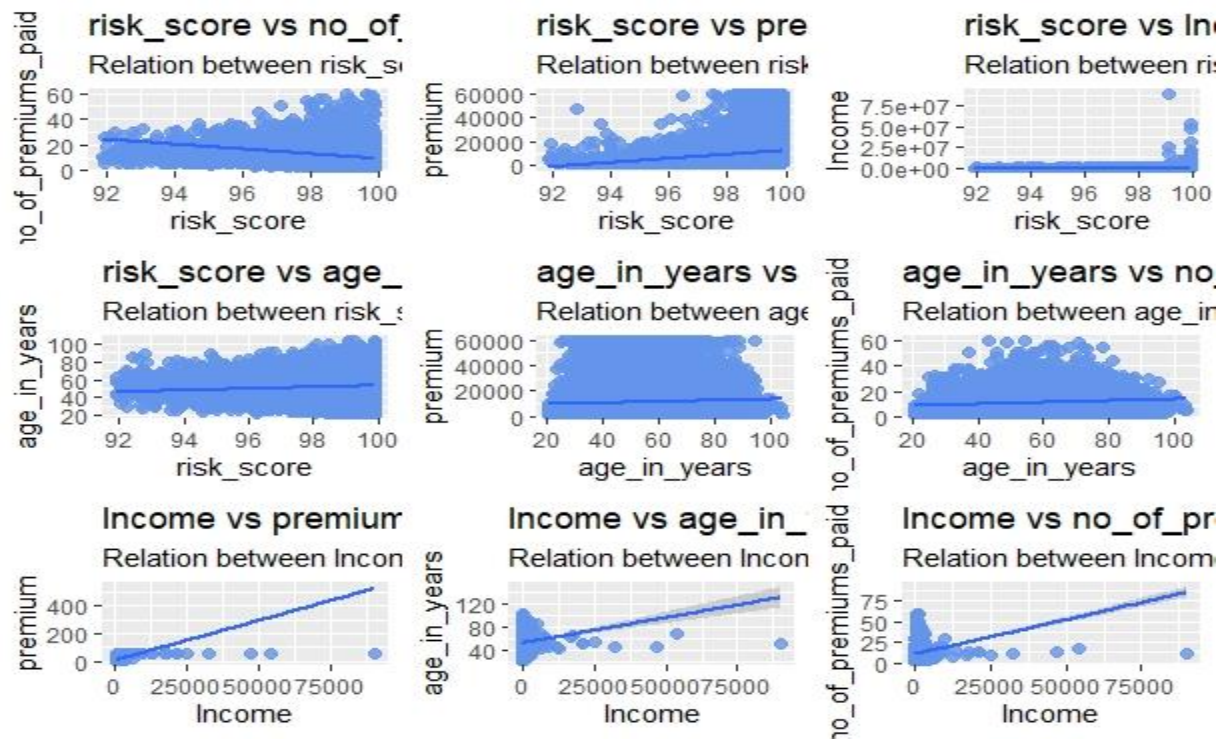 risk_score vs no_of_
Relation between risk_s
no_of_premiums_paid
60
40
20
0
92 94 96 98 100
risk_score
risk_score vs pre
Relation between risk
premium
60000
40000
20000
0
92 94 96 98 100
risk_score
risk_score vs In
Relation between ris
Income
7.5e+07
5.0e+07
2.5e+07
0.0e+00
92 94 96 98 100
risk_score
risk_score vs age_
Relation between risk_s
age_in_years
100
80
60
40
20
92 94 96 98 100
risk_score
age_in_years vs
Relation between age
premium
60000
40000
20000
0
20 40 60 80 100
age_in_years
age_in_years vs no_
Relation between age_in
no_of_premiums_paid
60
40
20
0
20 40 60 80 100
age_in_years
Income vs premium
Relation between Incon
premium
400
200
0
0 25000 50000 75000
Income
Income vs age_in_
Relation between Incon
age_in_years
120
80
40
0 25000 50000 75000
Income
Income vs no_of_pr
Relation between Income
no_of_premiums_paid
75
50
25
0
0 25000 50000 75000
Income